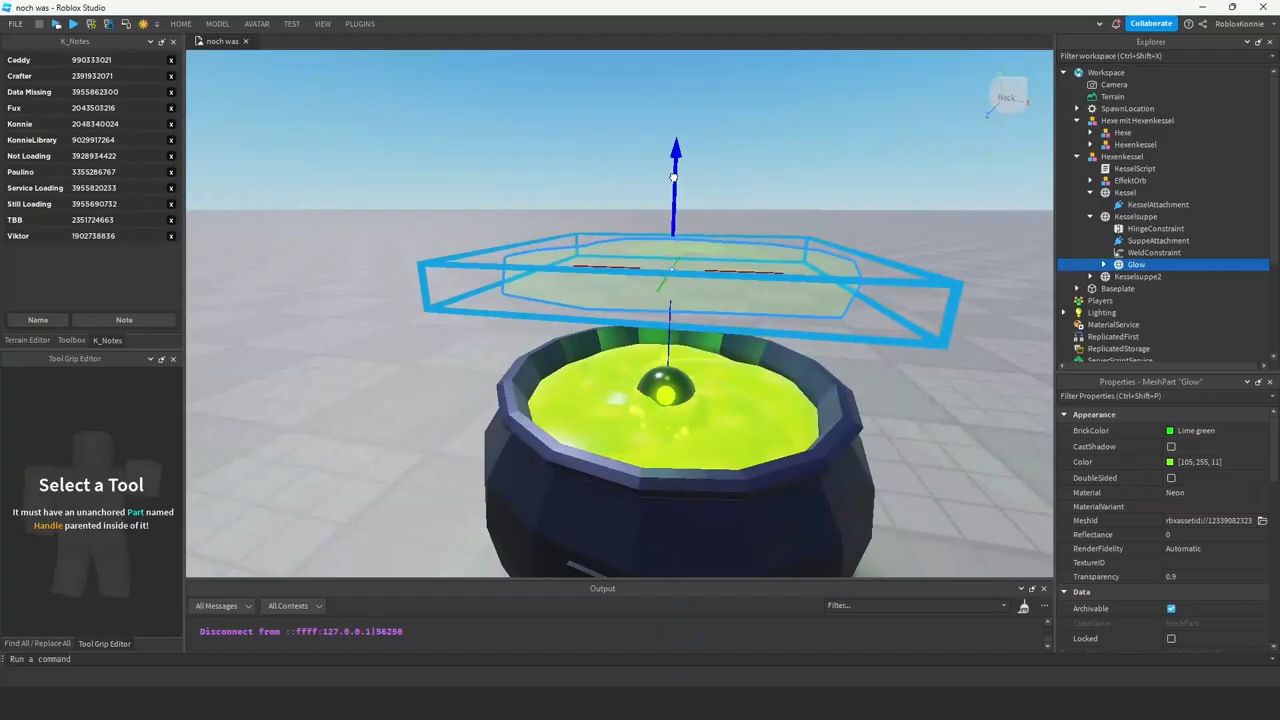 noch was - Roblox Studio
FILE HOME MODEL AVATAR TEST VIEW PLUGINS Collaborate RobloxKonnie
K_Notes
Ceddy 990333021 x
Crafter 2391932071 x
Data Missing 3955862300 x
Fux 2043503216 x
Konnie 2048340024 x
KonnieLibrary 9029917264 x
Not Loading 3928934422 x
Paulino 3355286767 x
Service Loading 3955820233 x
Still Loading 3955690732 x
TBB 2351724663 x
Viktor 1902738836 x
Name Note
Terrain Editor Toolbox K_Notes
Tool Grip Editor
Select a Tool
It must have an unanchored Part named
Handle parented inside of it!
Find All / Replace All Tool Grip Editor
noch was
Back
X
Z
Output
All Messages All Contexts Filter...
Disconnect from ::ffff:127.0.0.1|56250
Run a command
Explorer
Filter workspace (Ctrl+Shift+X)
Workspace
Camera
Terrain
SpawnLocation
Hexe mit Hexenkessel
Hexe
Hexenkessel
Hexenkessel
KesselScript
EffektOrb
Kessel
KesselAttachment
Kesselsuppe
HingeConstraint
SuppeAttachment
WeldConstraint
Glow
Kesselsuppe2
Baseplate
Players
Lighting
MaterialService
ReplicatedFirst
ReplicatedStorage
ServerScriptService
Properties - MeshPart "Glow"
Filter Properties (Ctrl+Shift+P)
Appearance
BrickColor Lime green
CastShadow
Color [105, 255, 11]
DoubleSided
Material Neon
MaterialVariant
MeshId rbxassetid://12339082323
Reflectance 0
RenderFidelity Automatic
TextureID
Transparency 0.9
Data
Archivable
ClassName MeshPart
Locked